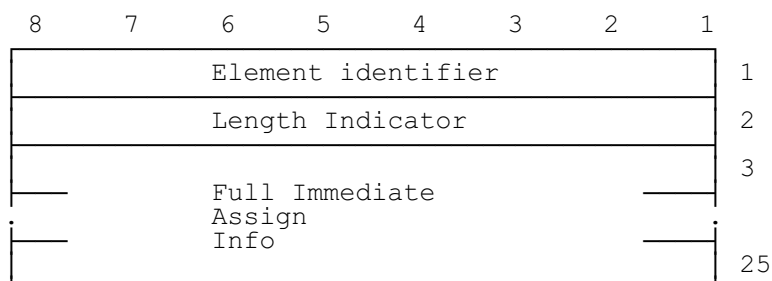 8 7 6 5 4 3 2 1
Element identifier 1
Length Indicator 2
3
Full Immediate
Assign
Info
25